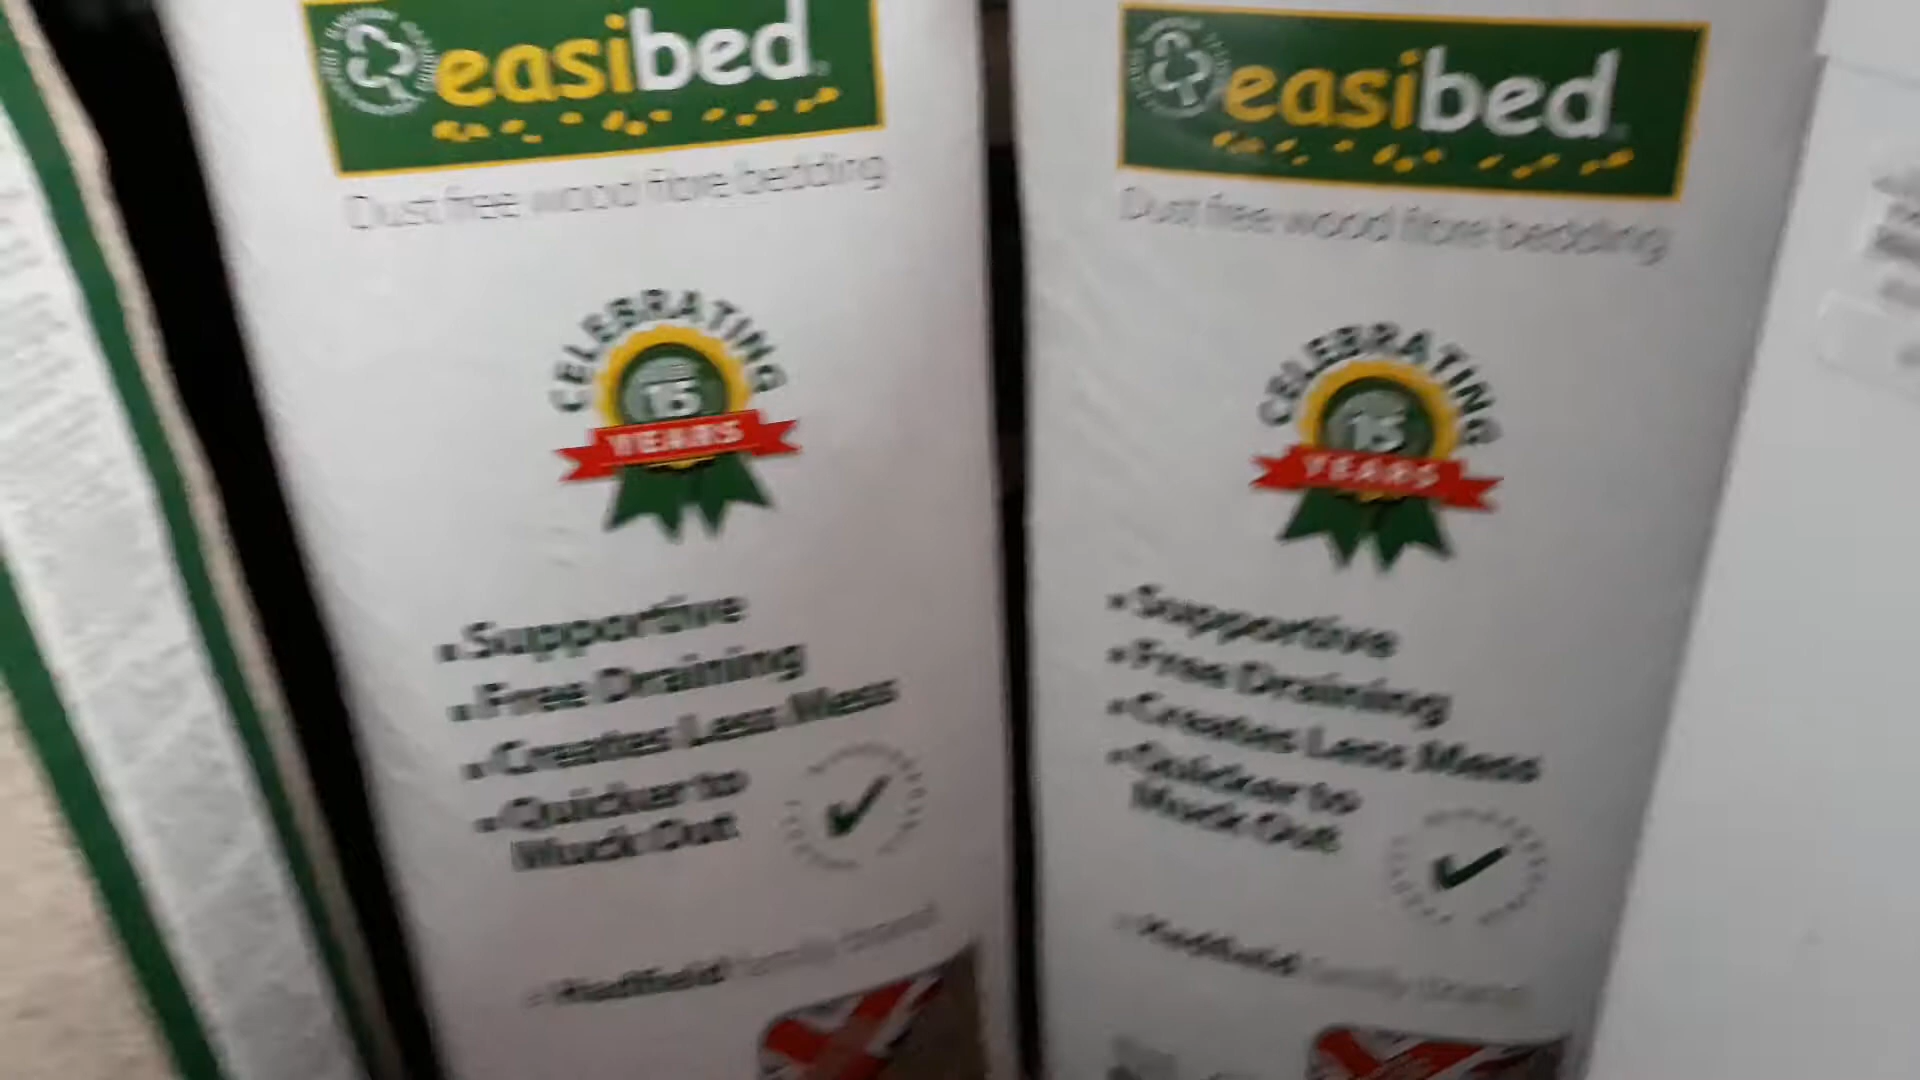 easibed
Dust free wood fibre bedding
CELEBRATING
15
YEARS
Supportive
Free Draining
Creates Less Mess
Quicker to
Muck Out
easibed
Dust free wood fibre bedding
CELEBRATING
15
YEARS
Supportive
Free Draining
Creates Less Mess
Quicker to
Muck Out